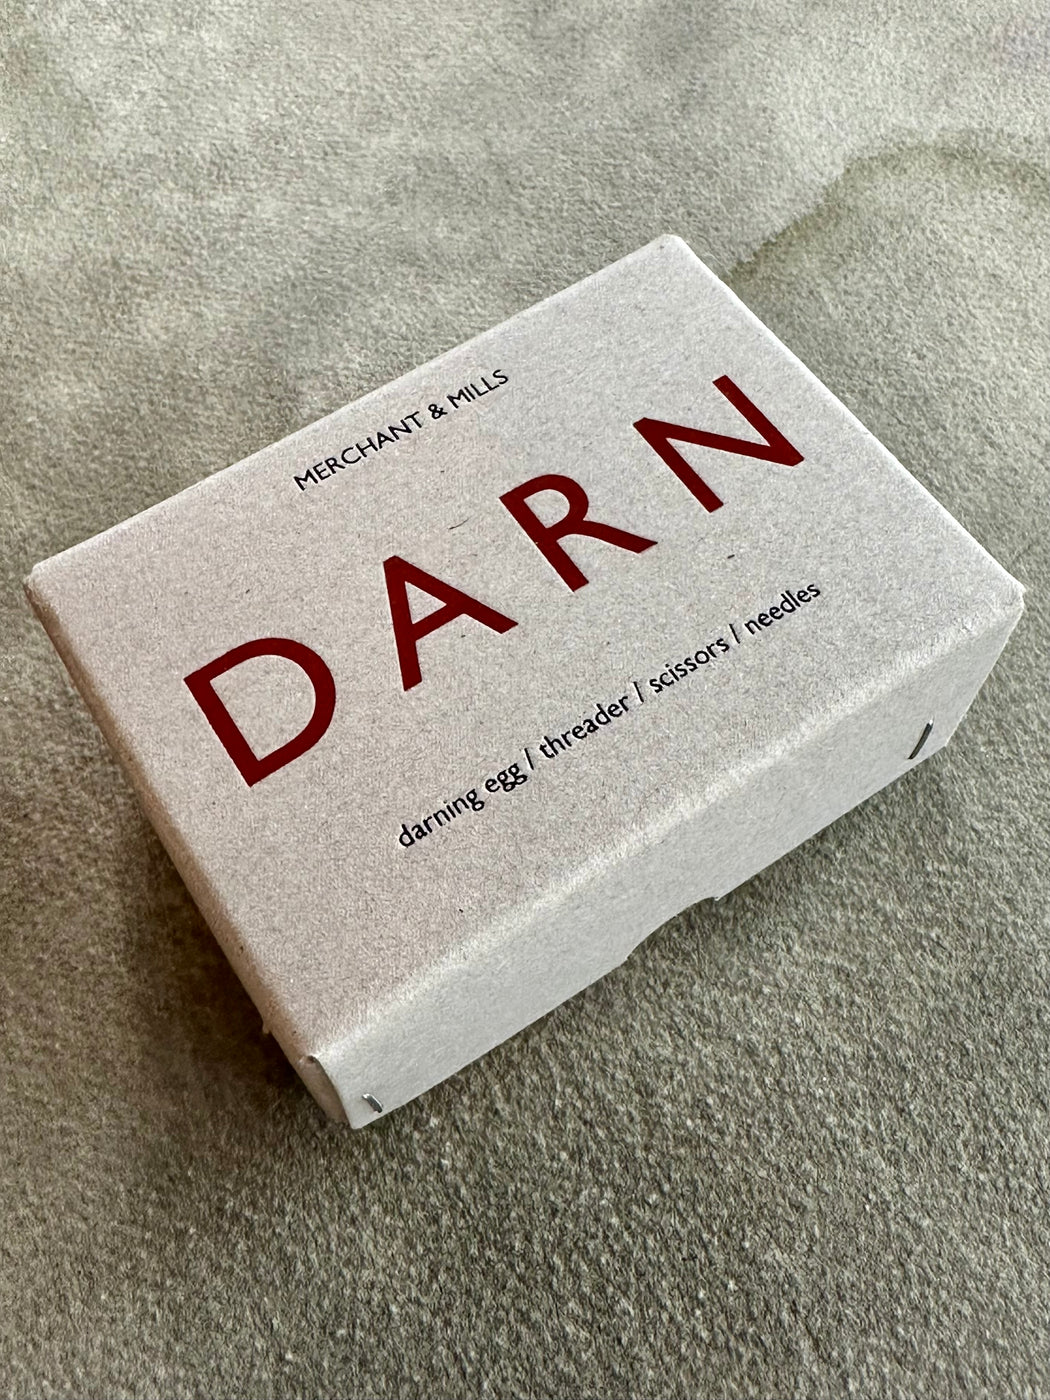 MERCHANT & MILLS
DARN
darning egg / threader / scissors / needles